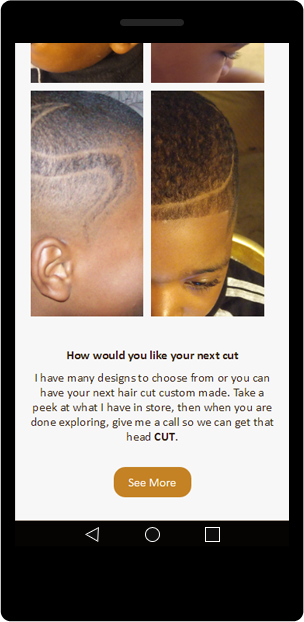 How would you like your next cut
I have many designs to choose from or you can
have your next hair cut custom made. Take a
peek at what I have in store, then when you are
done exploring, give me a call so we can get that
head CUT.
See More